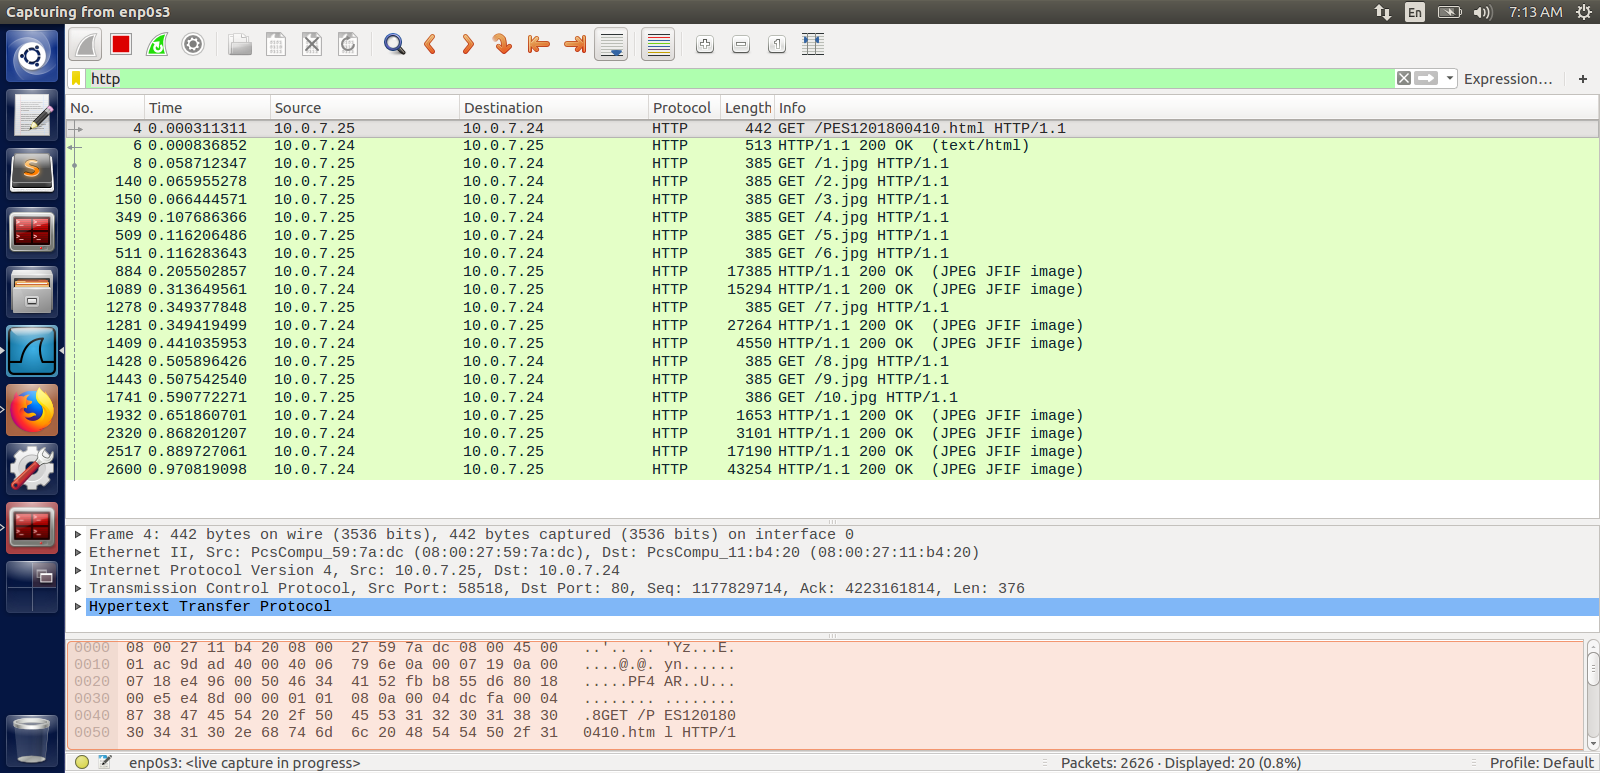 Capturing from enp0s3
En
7:13 AM
http
Expression…
+
No. Time Source Destination Protocol Length Info
4 0.000311311 10.0.7.25 10.0.7.24 HTTP 442 GET /PES1201800410.html HTTP/1.1
6 0.000836852 10.0.7.24 10.0.7.25 HTTP 513 HTTP/1.1 200 OK (text/html)
8 0.058712347 10.0.7.25 10.0.7.24 HTTP 385 GET /1.jpg HTTP/1.1
140 0.065955278 10.0.7.25 10.0.7.24 HTTP 385 GET /2.jpg HTTP/1.1
150 0.066444571 10.0.7.25 10.0.7.24 HTTP 385 GET /3.jpg HTTP/1.1
349 0.107686366 10.0.7.25 10.0.7.24 HTTP 385 GET /4.jpg HTTP/1.1
509 0.116206486 10.0.7.25 10.0.7.24 HTTP 385 GET /5.jpg HTTP/1.1
511 0.116283643 10.0.7.25 10.0.7.24 HTTP 385 GET /6.jpg HTTP/1.1
884 0.205502857 10.0.7.24 10.0.7.25 HTTP 17385 HTTP/1.1 200 OK (JPEG JFIF image)
1089 0.313649561 10.0.7.24 10.0.7.25 HTTP 15294 HTTP/1.1 200 OK (JPEG JFIF image)
1278 0.349377848 10.0.7.25 10.0.7.24 HTTP 385 GET /7.jpg HTTP/1.1
1281 0.349419499 10.0.7.24 10.0.7.25 HTTP 27264 HTTP/1.1 200 OK (JPEG JFIF image)
1409 0.441035953 10.0.7.24 10.0.7.25 HTTP 4550 HTTP/1.1 200 OK (JPEG JFIF image)
1428 0.505896426 10.0.7.25 10.0.7.24 HTTP 385 GET /8.jpg HTTP/1.1
1443 0.507542540 10.0.7.25 10.0.7.24 HTTP 385 GET /9.jpg HTTP/1.1
1741 0.590772271 10.0.7.25 10.0.7.24 HTTP 386 GET /10.jpg HTTP/1.1
1932 0.651860701 10.0.7.24 10.0.7.25 HTTP 1653 HTTP/1.1 200 OK (JPEG JFIF image)
2320 0.868201207 10.0.7.24 10.0.7.25 HTTP 3101 HTTP/1.1 200 OK (JPEG JFIF image)
2517 0.889727061 10.0.7.24 10.0.7.25 HTTP 17190 HTTP/1.1 200 OK (JPEG JFIF image)
2600 0.970819098 10.0.7.24 10.0.7.25 HTTP 43254 HTTP/1.1 200 OK (JPEG JFIF image)
Frame 4: 442 bytes on wire (3536 bits), 442 bytes captured (3536 bits) on interface 0
Ethernet II, Src: PcsCompu_59:7a:dc (08:00:27:59:7a:dc), Dst: PcsCompu_11:b4:20 (08:00:27:11:b4:20)
Internet Protocol Version 4, Src: 10.0.7.25, Dst: 10.0.7.24
Transmission Control Protocol, Src Port: 58518, Dst Port: 80, Seq: 1177829714, Ack: 4223161814, Len: 376
Hypertext Transfer Protocol
0000 08 00 27 11 b4 20 08 00 27 59 7a dc 08 00 45 00 ..'.. .. 'Yz...E.
0010 01 ac 9d ad 40 00 40 06 79 6e 0a 00 07 19 0a 00 ....@.@. yn......
0020 07 18 e4 96 00 50 46 34 41 52 fb b8 55 d6 80 18 .....PF4 AR..U...
0030 00 e5 e4 8d 00 00 01 01 08 0a 00 04 dc fa 00 04 ........ ........
0040 87 38 47 45 54 20 2f 50 45 53 31 32 30 31 38 30 .8GET /P ES120180
0050 30 34 31 30 2e 68 74 6d 6c 20 48 54 54 50 2f 31 0410.htm l HTTP/1
enp0s3: <live capture in progress>
Packets: 2626 · Displayed: 20 (0.8%)
Profile: Default